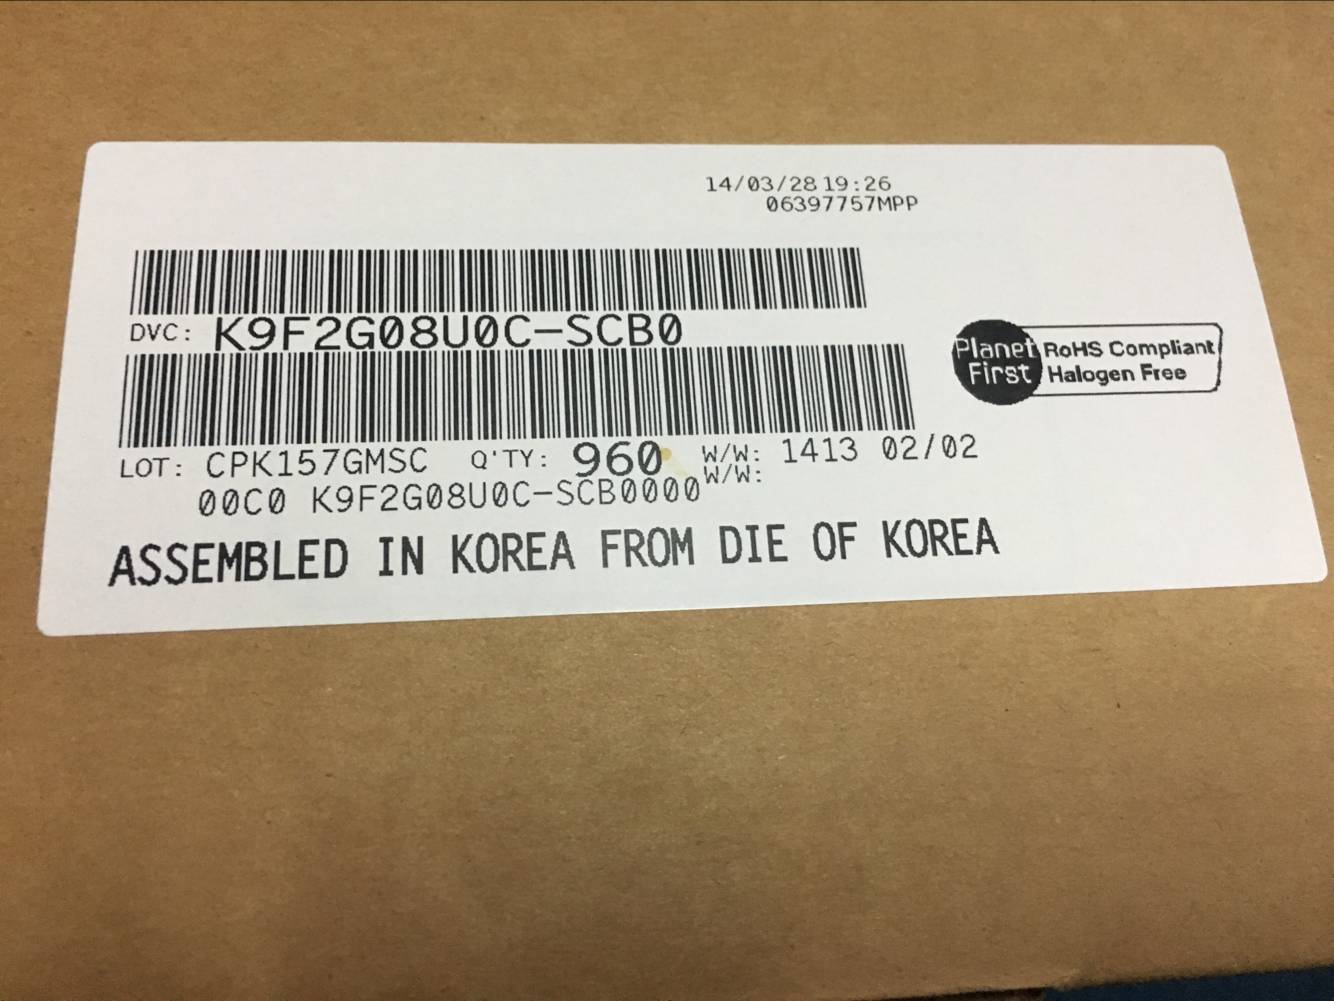 14/03/28 19:26
06397757MPP
DVC: K9F2G08U0C-SCB0
Planet First
RoHS Compliant
Halogen Free
LOT: CPK157GMSC Q'TY: 960 W/W: 1413 02/02
W/W:
00C0 K9F2G08U0C-SCB0000
ASSEMBLED IN KOREA FROM DIE OF KOREA